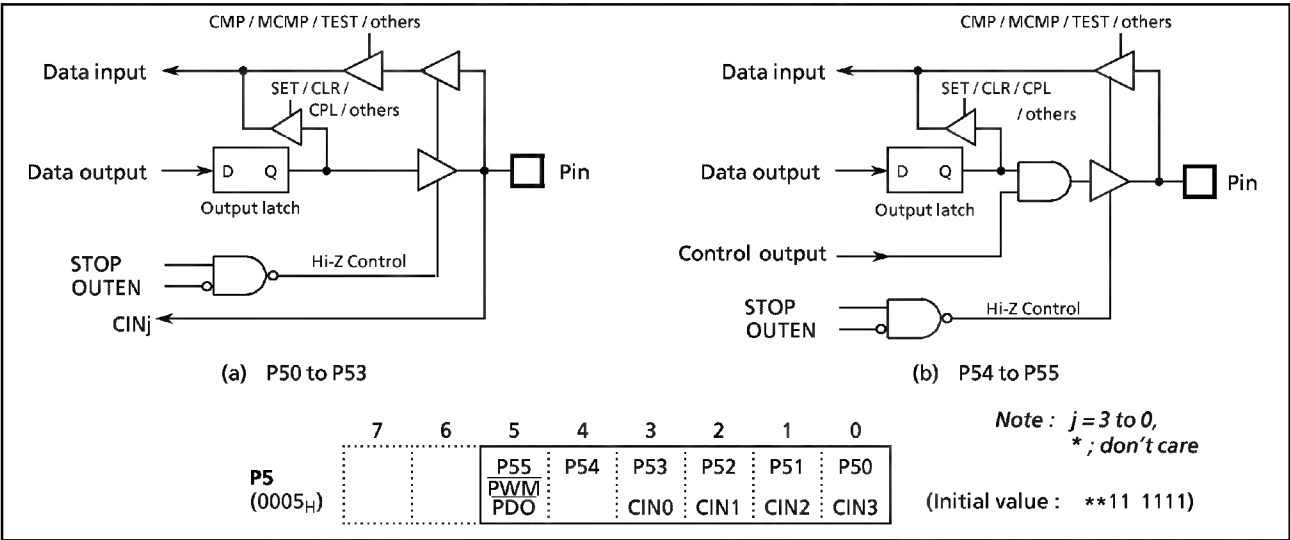 CMP / MCMP / TEST / others
Data input
SET / CLR /
CPL / others
Data output
D Q
Pin
Output latch
STOP
OUTEN
Hi-Z Control
CINj
(a) P50 to P53
CMP / MCMP / TEST / others
Data input
SET / CLR / CPL
/ others
Data output
D Q
Pin
Output latch
Control output
STOP
OUTEN
Hi-Z Control
(b) P54 to P55
Note : j = 3 to 0,
* ; don't care
7 6 5 4 3 2 1 0
P5
(0005H)
P55 P54 P53 P52 P51 P50
PWM
PDO CIN0 CIN1 CIN2 CIN3
(Initial value : **11 1111)